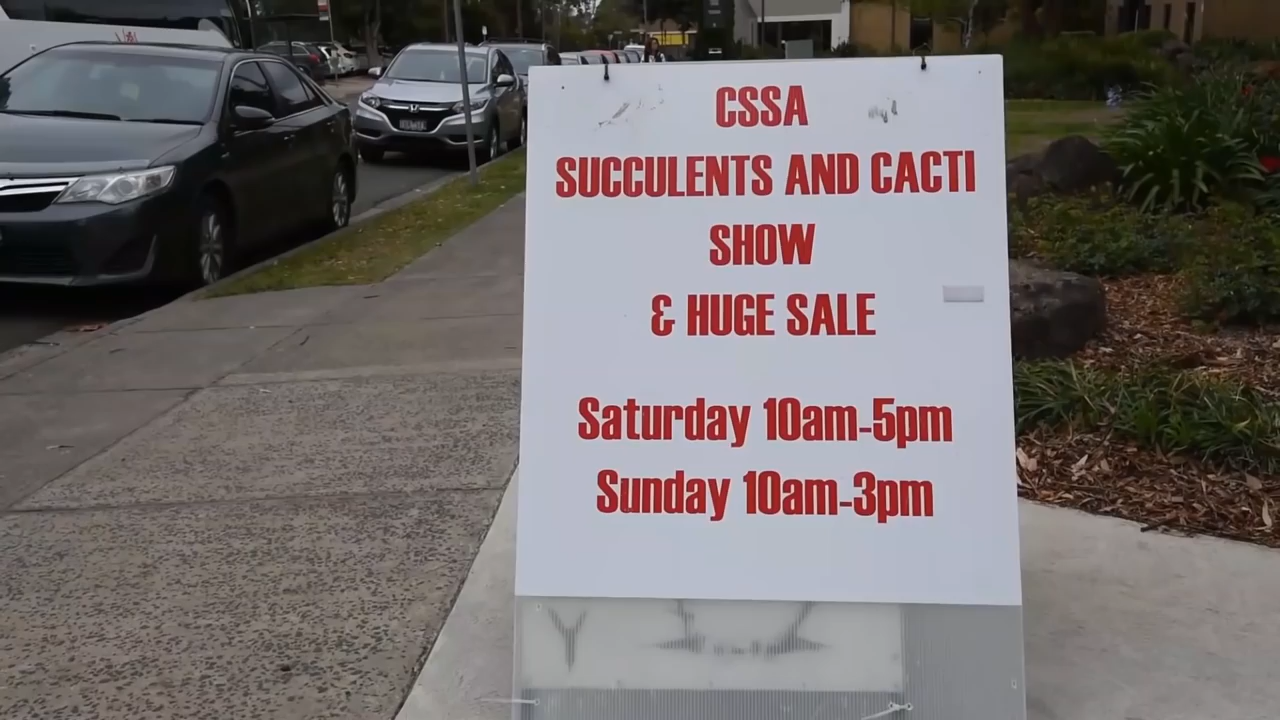 CSSA
SUCCULENTS AND CACTI
SHOW
& HUGE SALE
Saturday 10am-5pm
Sunday 10am-3pm